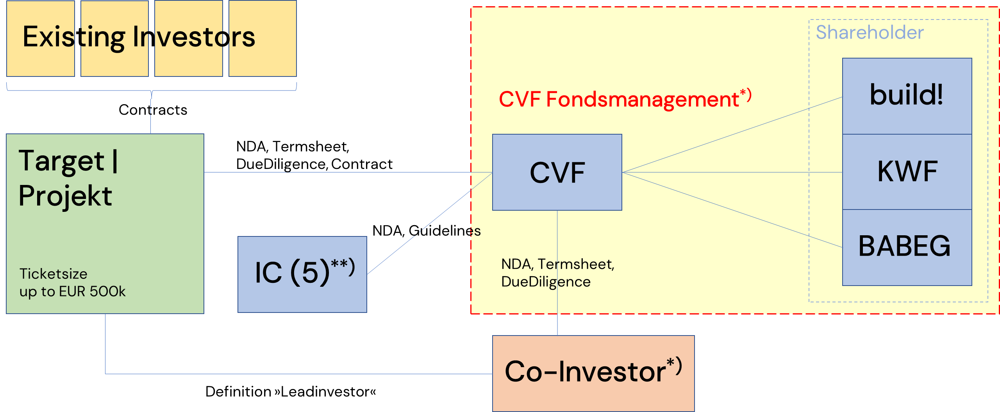 Existing Investors
Contracts
Target |
Projekt
Ticketsize
up to EUR 500k
NDA, Termsheet,
DueDiligence, Contract
IC (5)**)
NDA, Guidelines
CVF Fondsmanagement*)
CVF
NDA, Termsheet,
DueDiligence
Shareholder
build!
KWF
BABEG
Co-Investor*)
Definition »Leadinvestor«